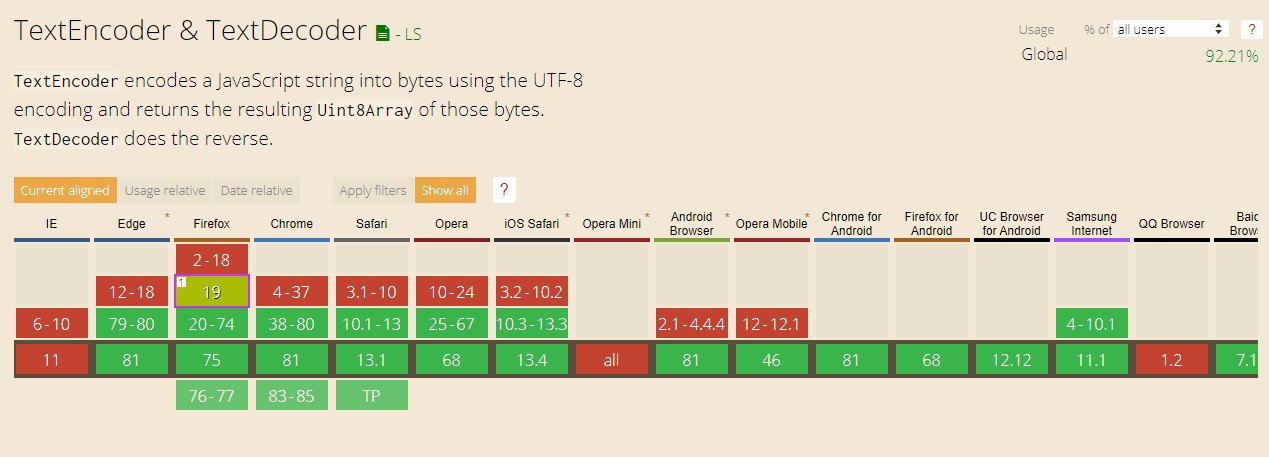 TextEncoder & TextDecoder - LS
Usage % of all users ?
Global 92.21%
TextEncoder encodes a JavaScript string into bytes using the UTF-8
encoding and returns the resulting Uint8Array of those bytes.
TextDecoder does the reverse.
Current aligned Usage relative Date relative Apply filters Show all ?
IE Edge * Firefox Chrome Safari Opera iOS Safari * Opera Mini * Android Browser * Opera Mobile * Chrome for Android Firefox for Android UC Browser for Android Samsung Internet QQ Browser
2-18
12-18 1 19 4-37 3.1-10 10-24 3.2-10.2
6-10 79-80 20-74 38-80 10.1-13 25-67 10.3-13.3 2.1-4.4.4 12-12.1 4-10.1
11 81 75 81 13.1 68 13.4 all 81 46 81 68 12.12 11.1 1.2 7.1
76-77 83-85 TP